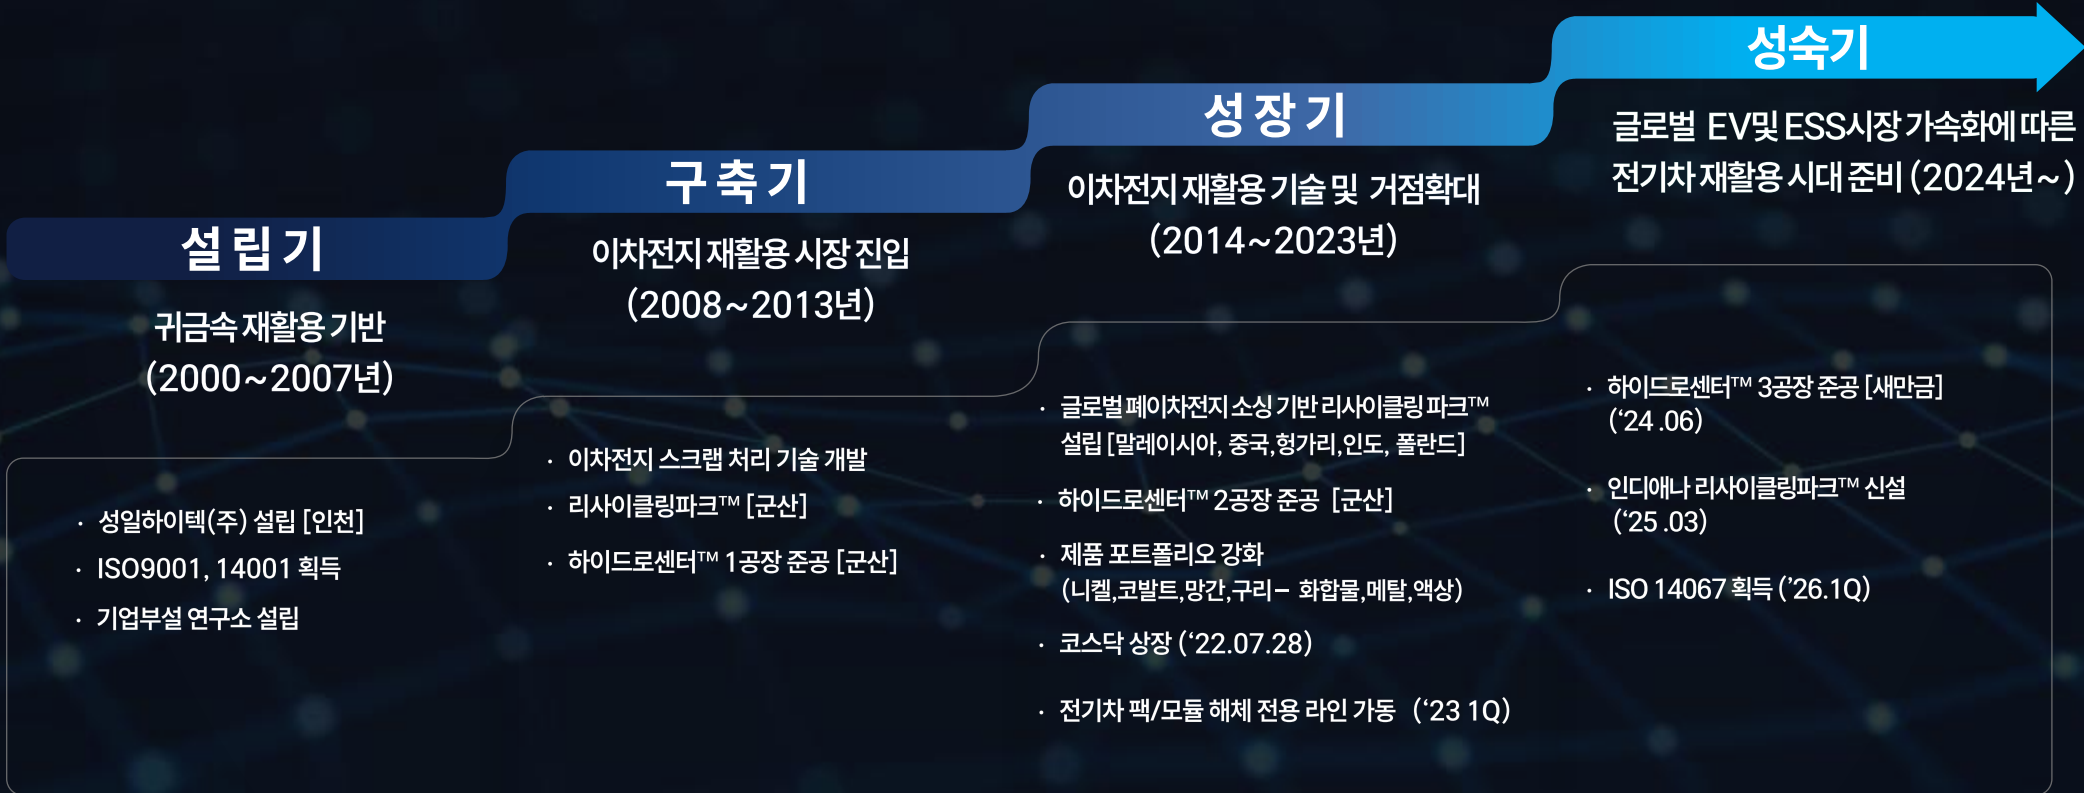 설립기
귀금속 재활용 기반
(2000~2007년)
· 성일하이텍(주) 설립 [인천]
· ISO9001, 14001 획득
· 기업부설 연구소 설립
구축기
이차전지 재활용 시장 진입
(2008~2013년)
· 이차전지 스크랩 처리 기술 개발
· 리사이클링파크™ [군산]
· 하이드로센터™ 1공장 준공 [군산]
성장기
이차전지 재활용 기술 및 거점확대
(2014~2023년)
· 글로벌 폐이차전지 소싱 기반 리사이클링 파크™
설립 [말레이시아, 중국,헝가리,인도, 폴란드]
· 하이드로센터™ 2공장 준공 [군산]
· 제품 포트폴리오 강화
(니켈,코발트,망간,구리– 화합물,메탈,액상)
· 코스닥 상장 (‘22.07.28)
· 전기차 팩/모듈 해체 전용 라인 가동 (‘23 1Q)
성숙기
글로벌 EV및 ESS시장 가속화에 따른
전기차 재활용 시대 준비 (2024년~)
· 하이드로센터™ 3공장 준공 [새만금]
(‘24 .06)
· 인디애나 리사이클링파크™ 신설
(‘25 .03)
· ISO 14067 획득 (’26.1Q)